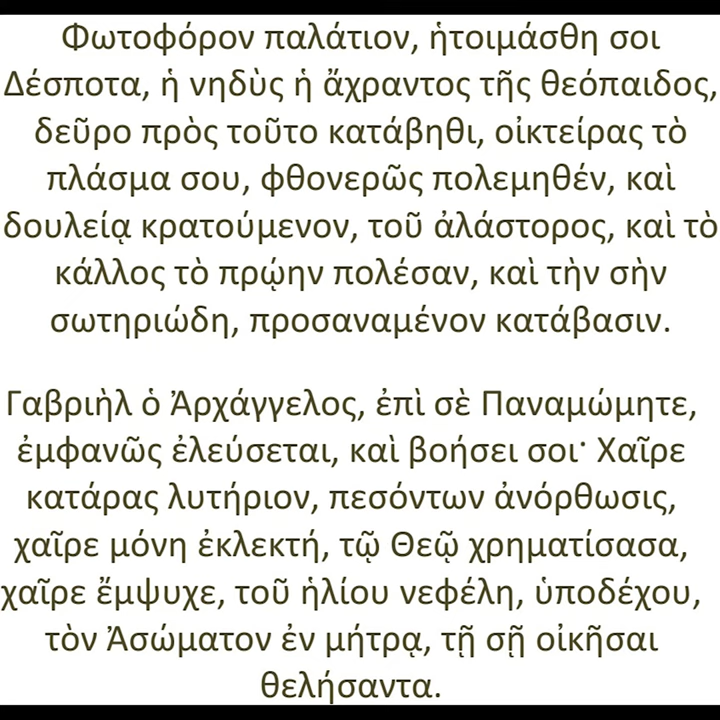 Φωτοφόρον παλάτιον, ἡτοιμάσθη σοι
Δέσποτα, ἡ νηδὺς ἡ ἄχραντος τῆς θεόπαιδος,
δεῦρο πρὸς τοῦτο κατάβηθι, οἰκτείρας τὸ
πλάσμα σου, φθονερῶς πολεμηθέν, καὶ
δουλείᾳ κρατούμενον, τοῦ ἀλάστορος, καὶ τὸ
κάλλος τὸ πρῴην πολέσαν, καὶ τὴν σὴν
σωτηριώδη, προσαναμένον κατάβασιν.
Γαβριὴλ ὁ Ἀρχάγγελος, ἐπὶ σὲ Παναμώμητε,
ἐμφανῶς ἐλεύσεται, καὶ βοήσει σοι· Χαῖρε
κατάρας λυτήριον, πεσόντων ἀνόρθωσις,
χαῖρε μόνη ἐκλεκτή, τῷ Θεῷ χρηματίσασα,
χαῖρε ἔμψυχε, τοῦ ἡλίου νεφέλη, ὑποδέχου,
τὸν Ἀσώματον ἐν μήτρᾳ, τῇ σῇ οἰκῆσαι
θελήσαντα.